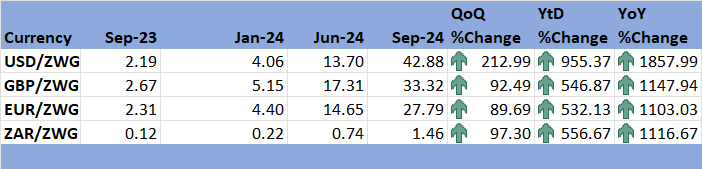 QoQ YtD YoY
Currency Sep-23 Jan-24 Jun-24 Sep-24 %Change %Change %Change
USD/ZWG 2.19 4.06 13.70 42.88 212.99 955.37 1857.99
GBP/ZWG 2.67 5.15 17.31 33.32 92.49 546.87 1147.94
EUR/ZWG 2.31 4.40 14.65 27.79 89.69 532.13 1103.03
ZAR/ZWG 0.12 0.22 0.74 1.46 97.30 556.67 1116.67